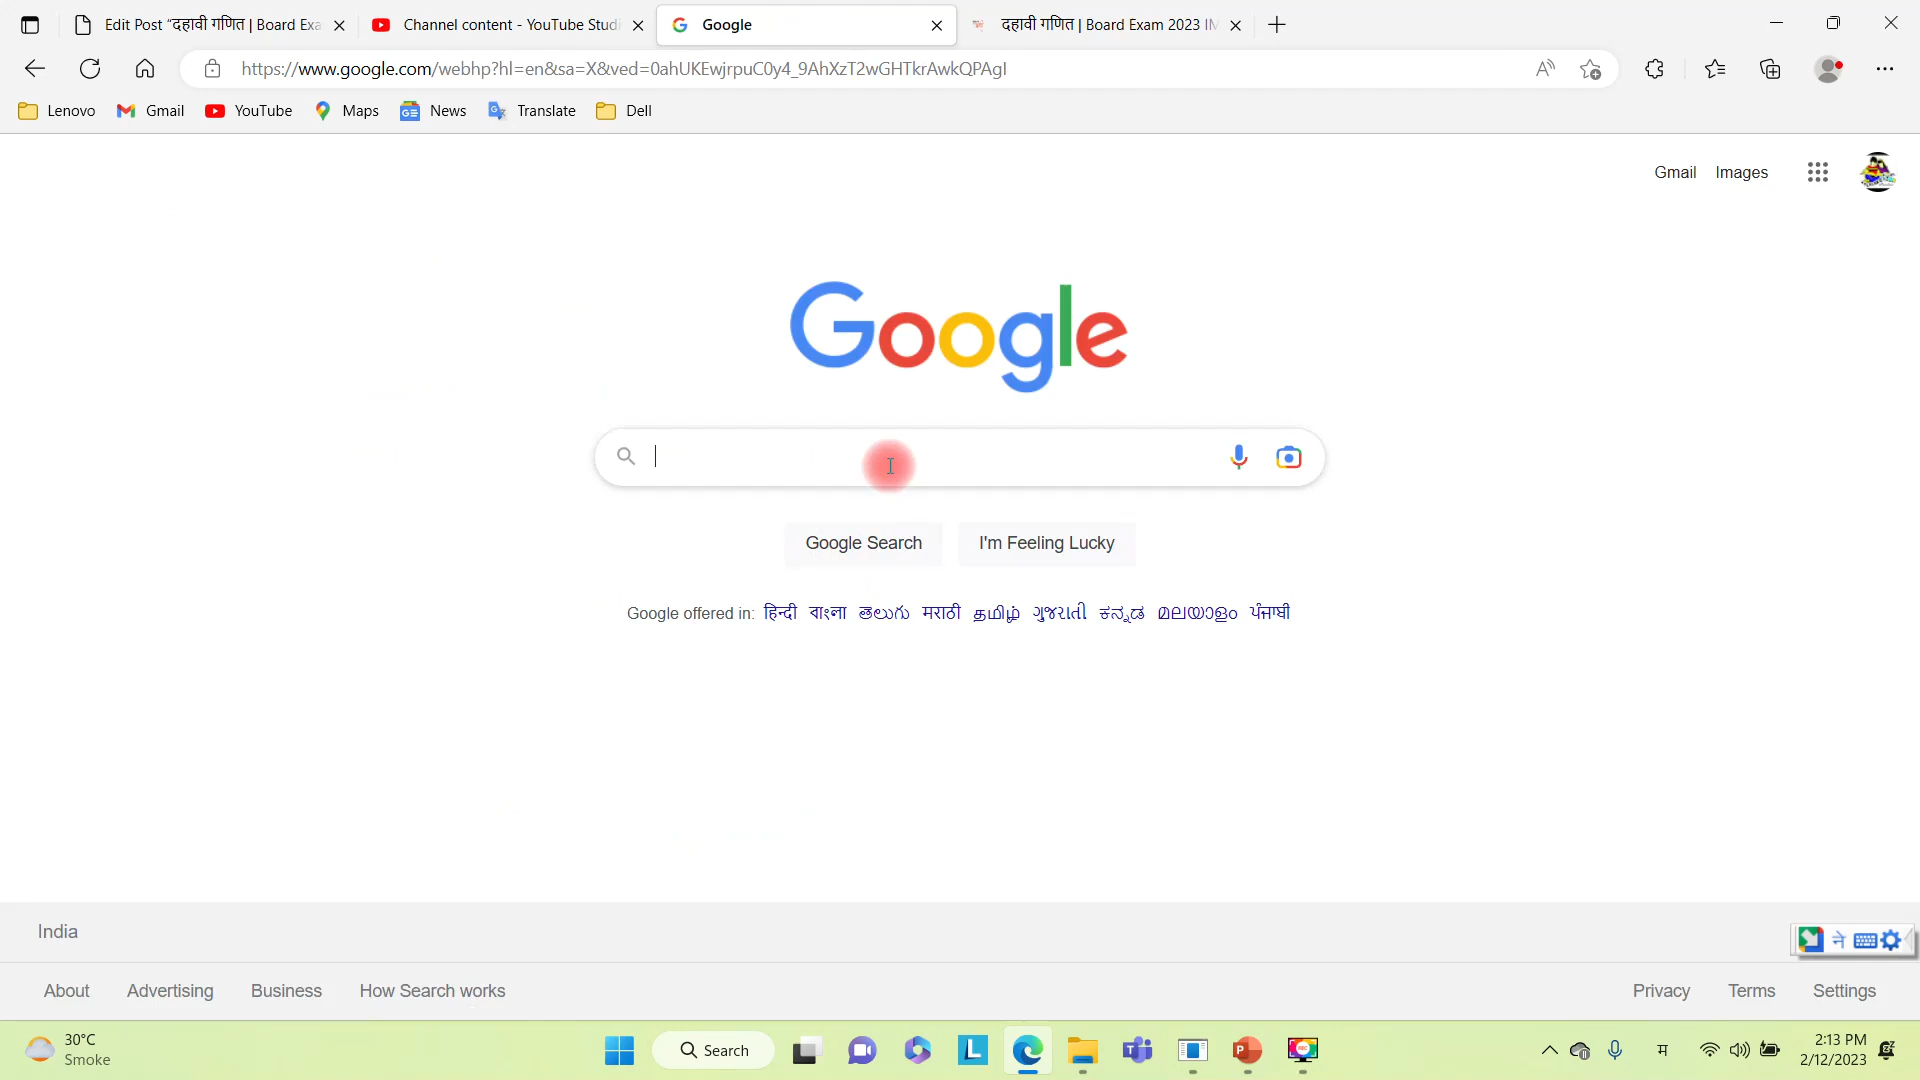 Edit Post “दहावी गणित | Board Exa
Channel content - YouTube Studi
Google
दहावी गणित | Board Exam 2023 IM
https://www.google.com/webhp?hl=en&sa=X&ved=0ahUKEwjrpuC0y4_9AhXzT2wGHTkrAwkQPAgI
Lenovo
Gmail
YouTube
Maps
News
Translate
Dell
Gmail Images
Google
Google Search
I'm Feeling Lucky
Google offered in: हिन्दी বাংলা తెలుగు मराठी தமிழ் ગુજરાતી ಕನ್ನಡ മലയാളം ਪੰਜਾਬੀ
India
ने
About Advertising Business How Search works
Privacy Terms Settings
30°C
Smoke
Search
म
2:13 PM
2/12/2023